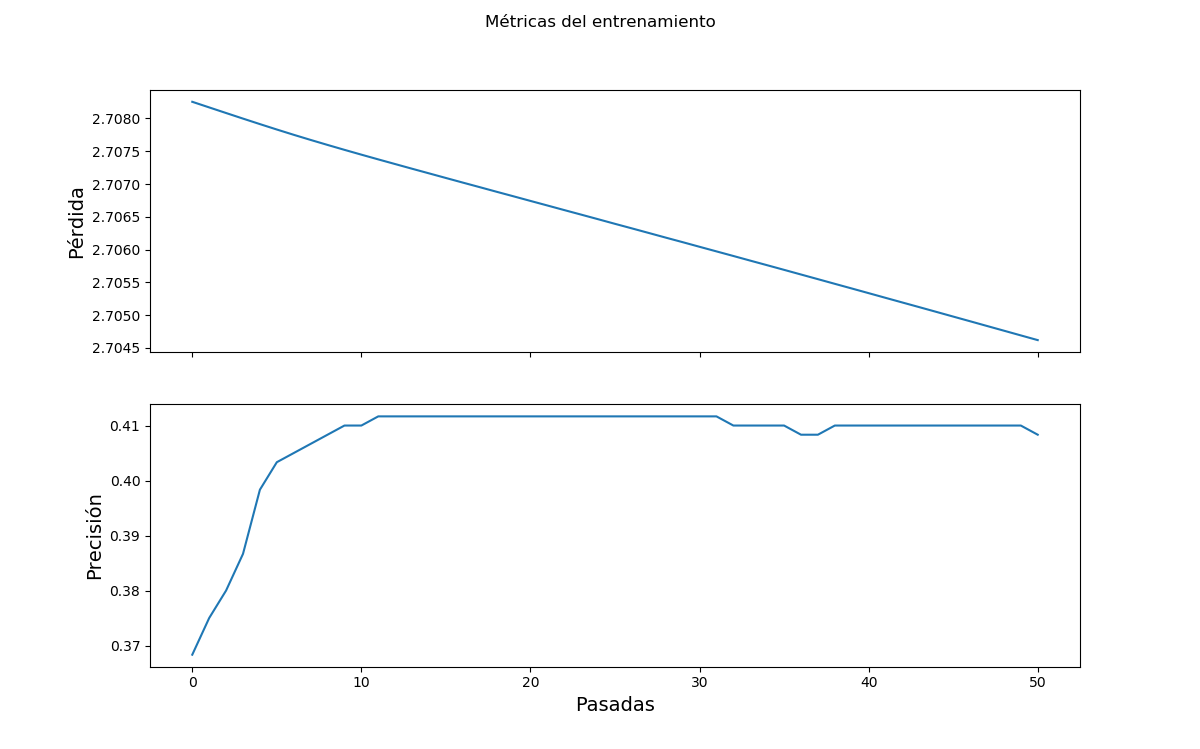 Métricas del entrenamiento
Pérdida
2.7080
2.7075
2.7070
2.7065
2.7060
2.7055
2.7050
2.7045
Precisión
0.41
0.40
0.39
0.38
0.37
0 10 20 30 40 50
Pasadas